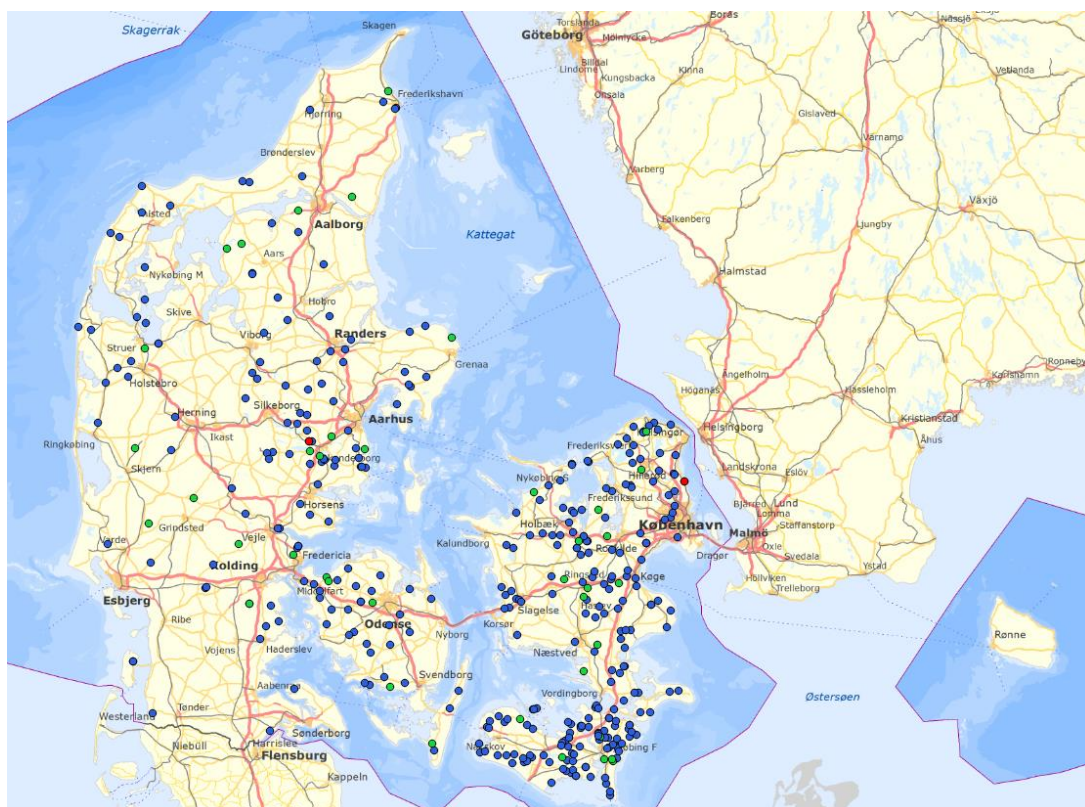 Skagen
Skagerrak
Torslanda
Göteborg
Mölnlycke
Borås
Nässjö
Billdal
Lindome
Kungsbacka
Kinna
Vetlanda
Onsala
Frederikshavn
Hjørring
Gislaved
Värnamo
Brønderslev
Varberg
Växjö
Aalborg
Falkenberg
Ljungby
Kattegat
Aars
Nykøbing M
Halmstad
Hobro
Skive
Randers
Viborg
Struer
Grenaa
Ronneby
Ängelholm
Karlshamn
Holstebro
Höganäs
Hässleholm
Silkeborg
Herning
Aarhus
Kristianstad
Ikast
Helsingborg
Åhus
Ringkøbing
Skjern
Landskrona
Eslöv
Nykøbing S
Hillerød
Horsens
Frederikssund
Bjärred
Lund
Lomma
Grindsted
Holbæk
København
Staffanstorp
Malmö
Varde
Vejle
Kalundborg
Oxie
Roskilde
Dragør
Svedala
Fredericia
Kolding
Ystad
Ringsted
Køge
Höllviken
Trelleborg
Esbjerg
Middelfart
Slagelse
Haslev
Ribe
Odense
Nyborg
Korsør
Rønne
Vojens
Haderslev
Næstved
Svendborg
Aabenraa
Vordingborg
Østersøen
Westerland
Tønder
Sønderborg
Niebüll
Harrislee
Flensburg
Kappeln